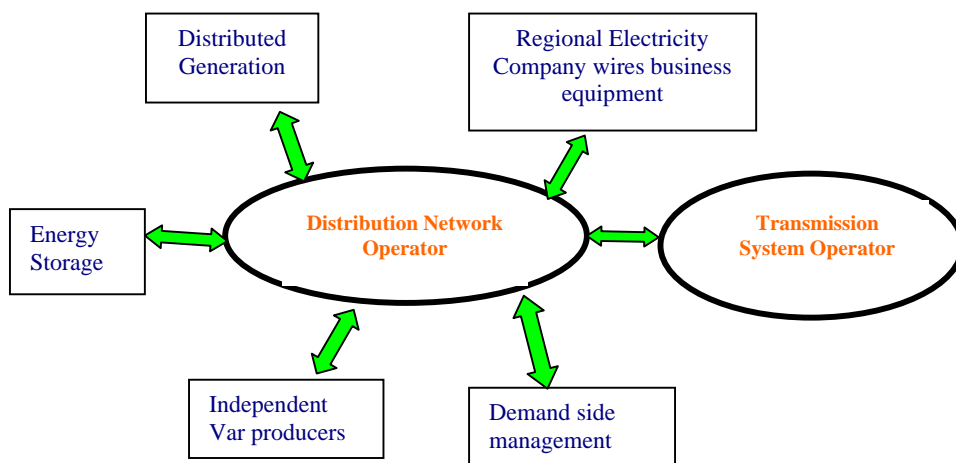 Distributed
Generation
Regional Electricity
Company wires business
equipment
Energy
Storage
Distribution Network
Operator
Transmission
System Operator
Independent
Var producers
Demand side
management